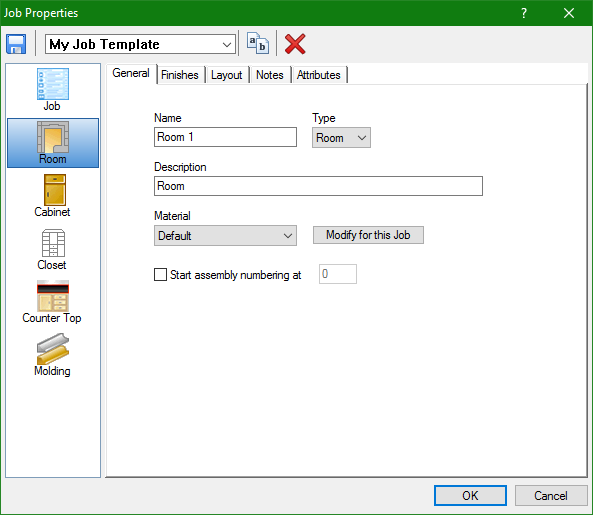 Job Properties
?
My Job Template
a b
Job
Room
Cabinet
Closet
Counter Top
Molding
General Finishes Layout Notes Attributes
Name Type
Room 1 Room
Description
Room
Material
Default Modify for this Job
Start assembly numbering at 0
OK Cancel